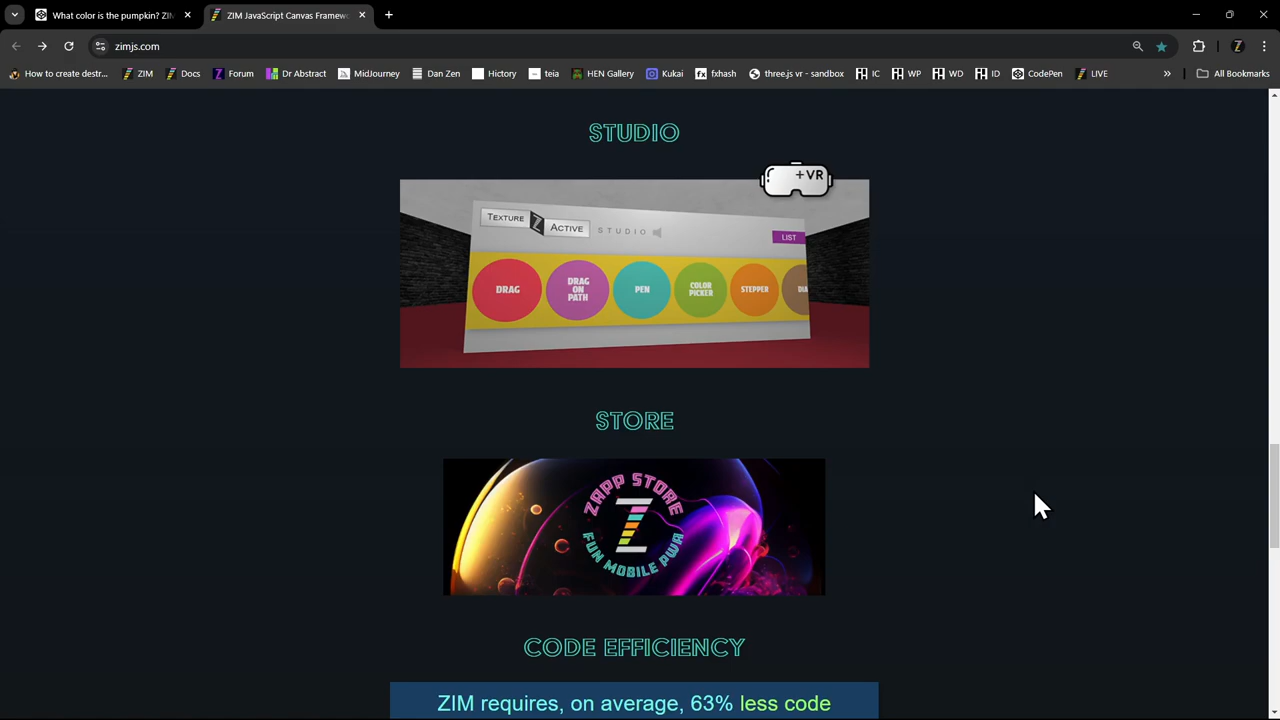 What color is the pumpkin? ZIM
ZIM JavaScript Canvas Framewo
zimjs.com
How to create destr...
ZIM
Docs
Forum
Dr Abstract
MidJourney
Dan Zen
Hictory
teia
HEN Gallery
Kukai
fxhash
three.js vr - sandbox
IC
WP
WD
ID
CodePen
LIVE
»
All Bookmarks
STUDIO
+VR
TEXTURE
ACTIVE
STUDIO
LIST
DRAG
DRAG
ON
PATH
PEN
COLOR
PICKER
STEPPER
DIA
STORE
ZAPP STORE
Z
FUN MOBILE PWA
CODE EFFICIENCY
ZIM requires, on average, 63% less code